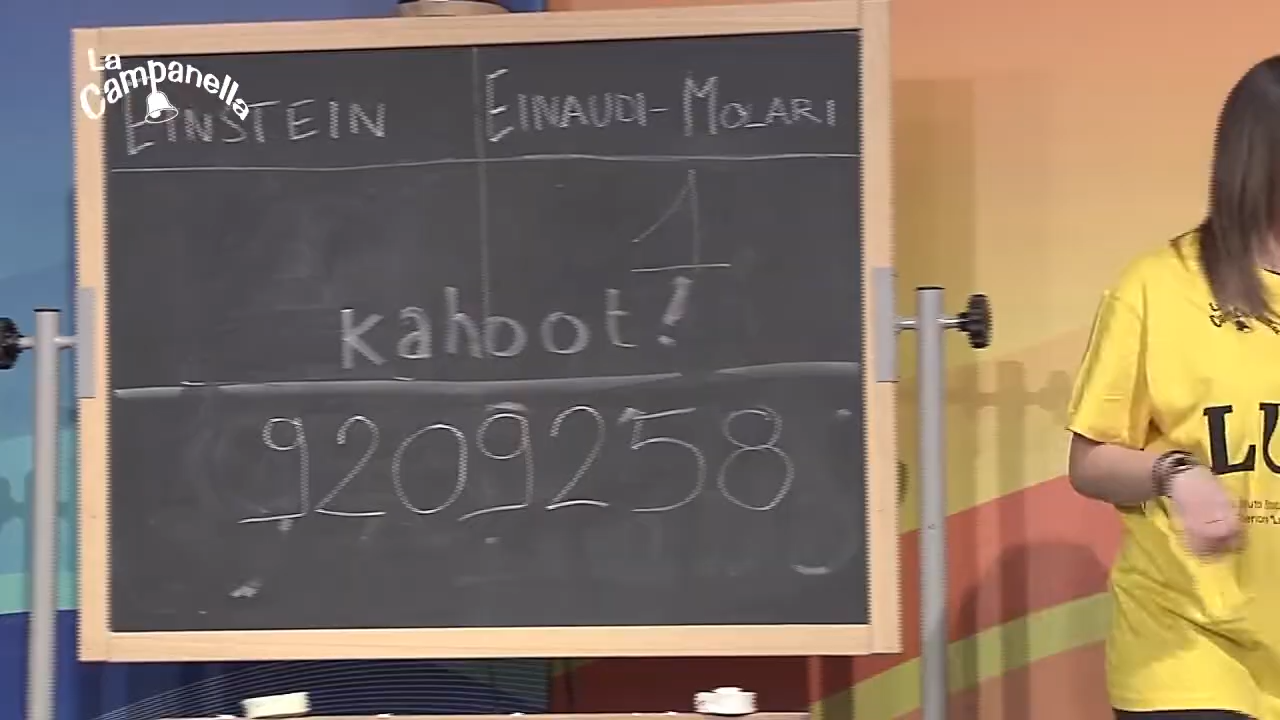 La
Campanella
EINSTEIN
EINAUDI-MOLARI
1
kahoot!
9209258
LU